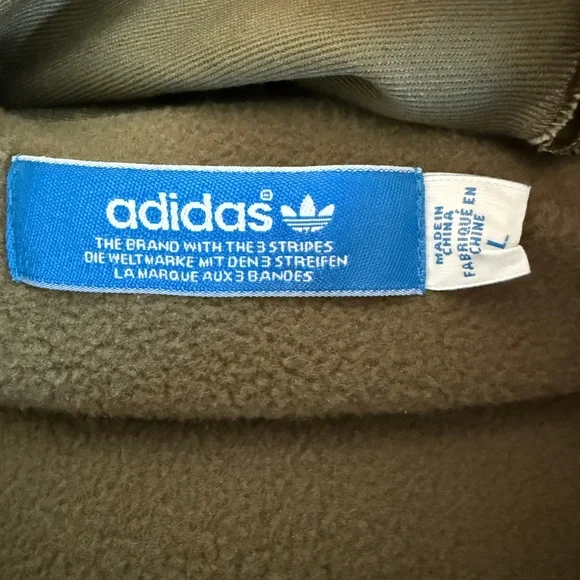 adidas®
THE BRAND WITH THE 3 STRIPES
DIE WELTMARKE MIT DEN 3 STREIFEN
LA MARQUE AUX 3 BANDES
MADE IN
CHINA
FABRIQUÉ EN
CHINE
L